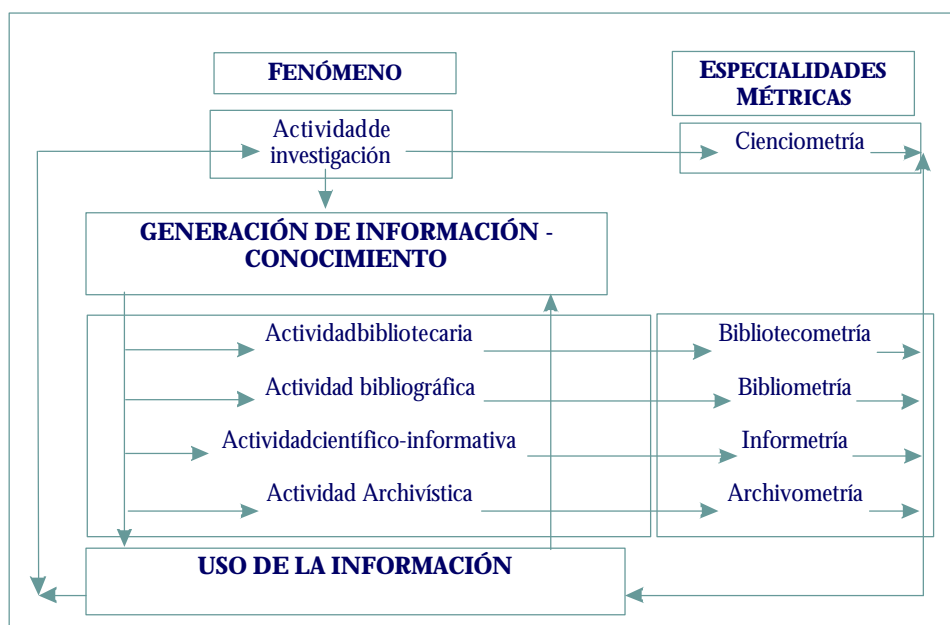 FENÓMENO
ESPECIALIDADES
MÉTRICAS
Actividadde
investigación
Cienciometría
GENERACIÓN DE INFORMACIÓN -
CONOCIMIENTO
Actividadbibliotecaria
Bibliotecometría
Actividad bibliográfica
Bibliometría
Actividadcientífico-informativa
Informetría
Actividad Archivística
Archivometría
USO DE LA INFORMACIÓN